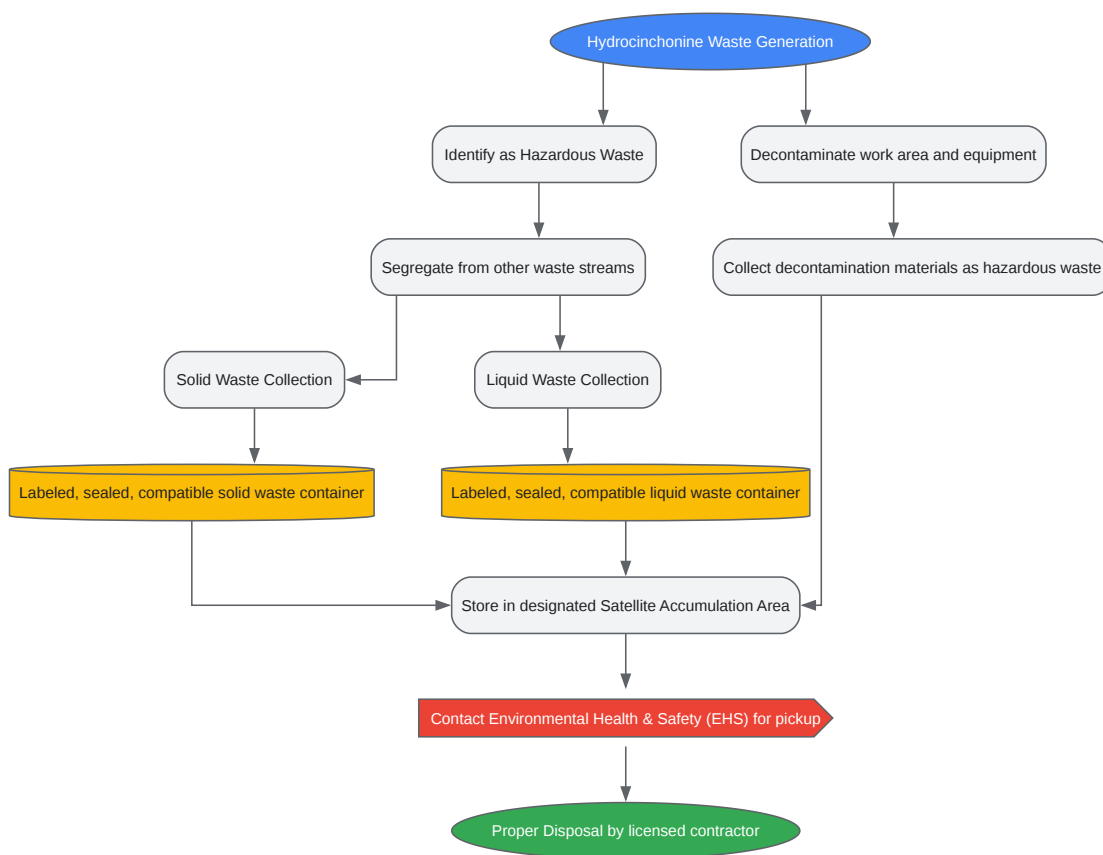 Hydrocinchonine Waste Generation
Identify as Hazardous Waste
Decontaminate work area and equipment
Segregate from other waste streams
Collect decontamination materials as hazardous waste
Solid Waste Collection
Liquid Waste Collection
Labeled, sealed, compatible solid waste container
Labeled, sealed, compatible liquid waste container
Store in designated Satellite Accumulation Area
Contact Environmental Health & Safety (EHS) for pickup
Proper Disposal by licensed contractor